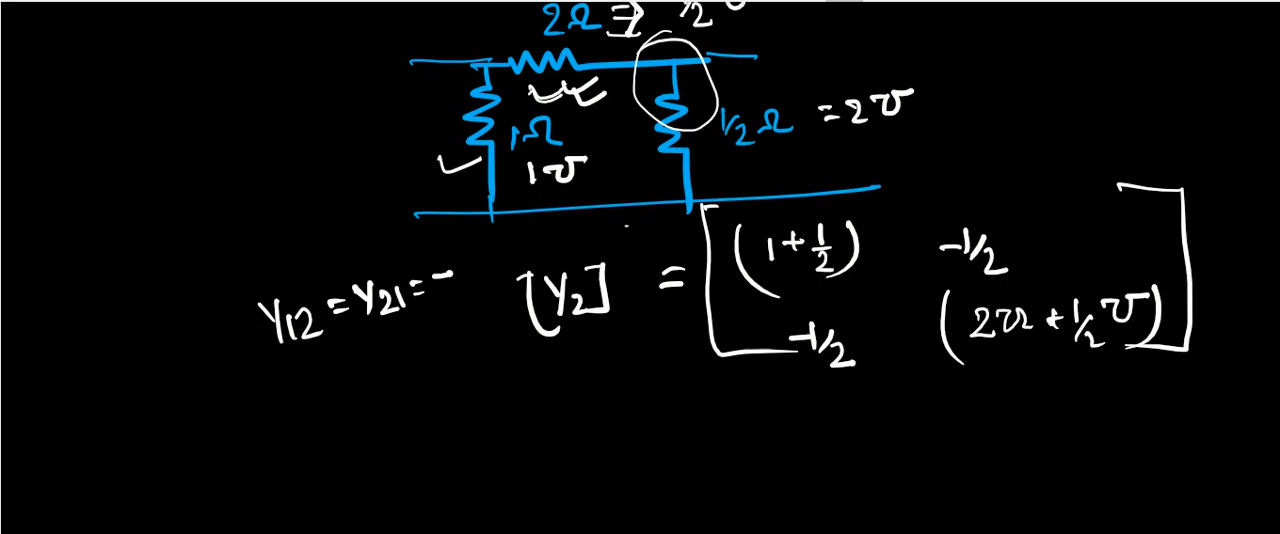 2Ω ⇒ 1/2 ℧
1/2 Ω = 2 ℧
1Ω
1 ℧
Y12 = Y21 = - [Y2] = [ (1 + 1/2) -1/2
-1/2 (2℧ + 1/2 ℧) ]